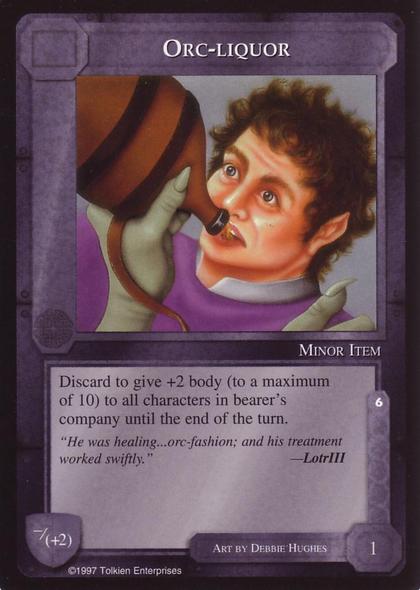 ORC-LIQUOR
MINOR ITEM
Discard to give +2 body (to a maximum
of 10) to all characters in bearer's
company until the end of the turn.
6
"He was healing...orc-fashion; and his treatment
worked swiftly." —LotrIII
–/(+2)
ART BY DEBBIE HUGHES
1
©1997 Tolkien Enterprises